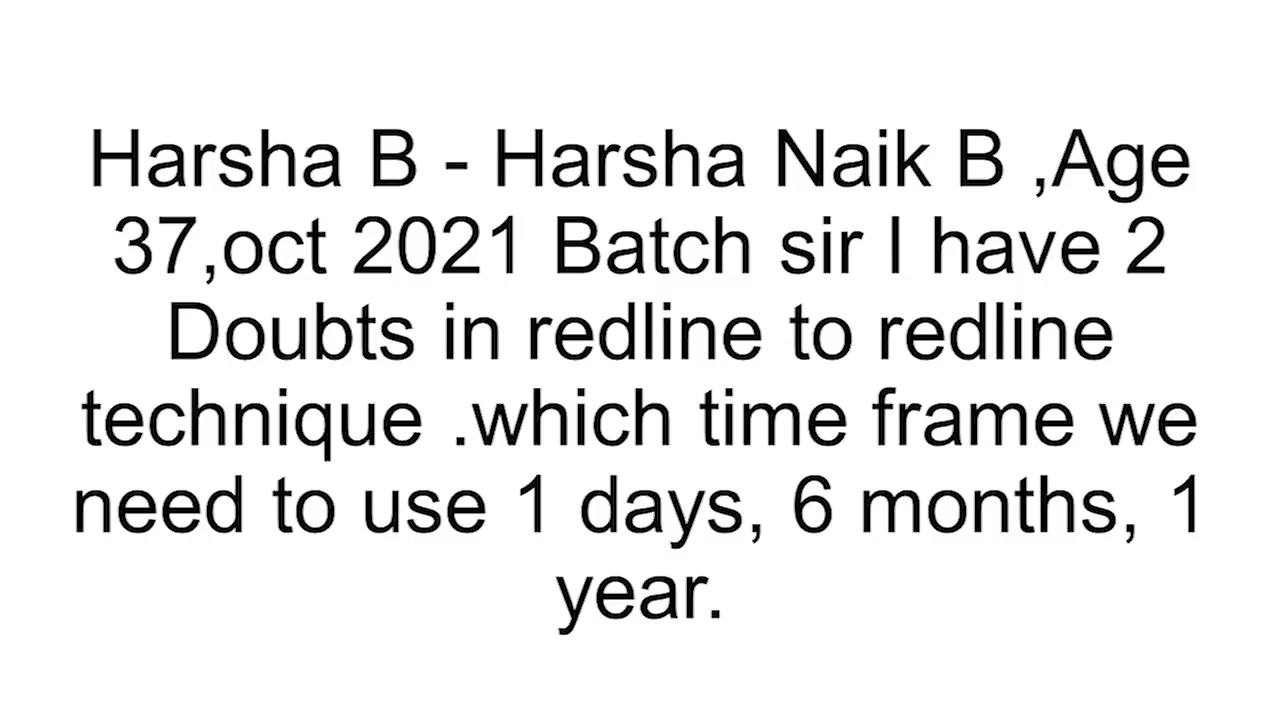 Harsha B - Harsha Naik B ,Age
37,oct 2021 Batch sir I have 2
Doubts in redline to redline
technique .which time frame we
need to use 1 days, 6 months, 1
year.